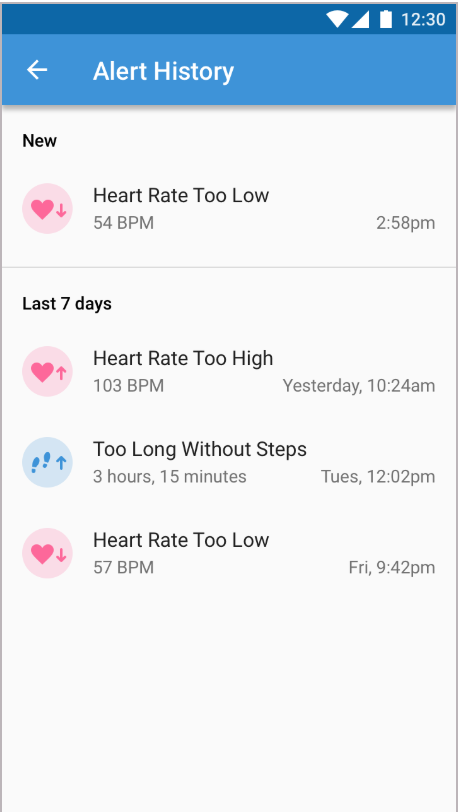 12:30
Alert History
New
Heart Rate Too Low
54 BPM 2:58pm
Last 7 days
Heart Rate Too High
103 BPM Yesterday, 10:24am
Too Long Without Steps
3 hours, 15 minutes Tues, 12:02pm
Heart Rate Too Low
57 BPM Fri, 9:42pm